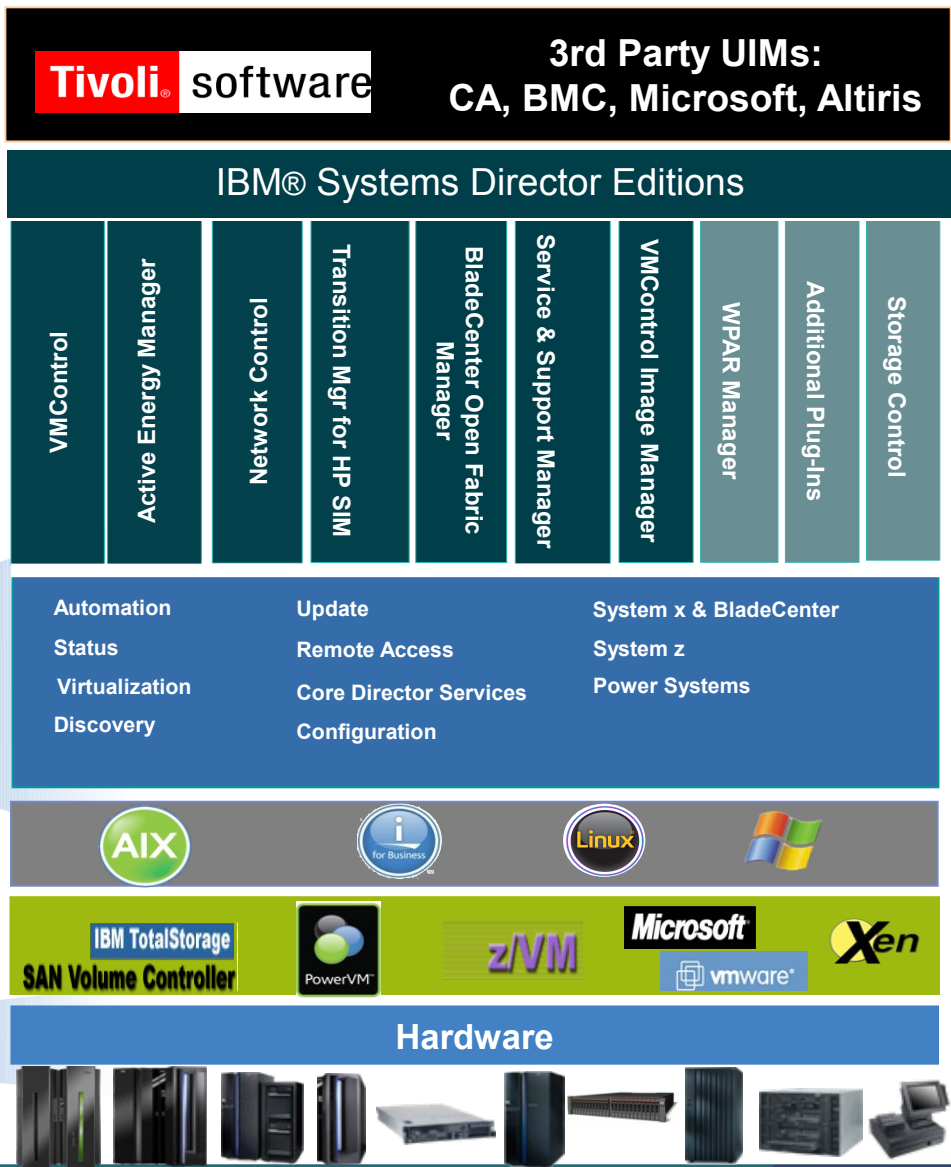 Tivoli® software
3rd Party UIMs:
CA, BMC, Microsoft, Altiris
IBM® Systems Director Editions
VMControl
Active Energy Manager
Network Control
Transition Mgr for HP SIM
BladeCenter Open Fabric
Manager
Service & Support Manager
VMControl Image Manager
WPAR Manager
Additional Plug-Ins
Storage Control
Automation
Status
Virtualization
Discovery
Update
Remote Access
Core Director Services
Configuration
System x & BladeCenter
System z
Power Systems
AIX
i
for Business
Linux
IBM TotalStorage
SAN Volume Controller
PowerVM™
z/VM
Microsoft®
vmware®
Xen
Hardware